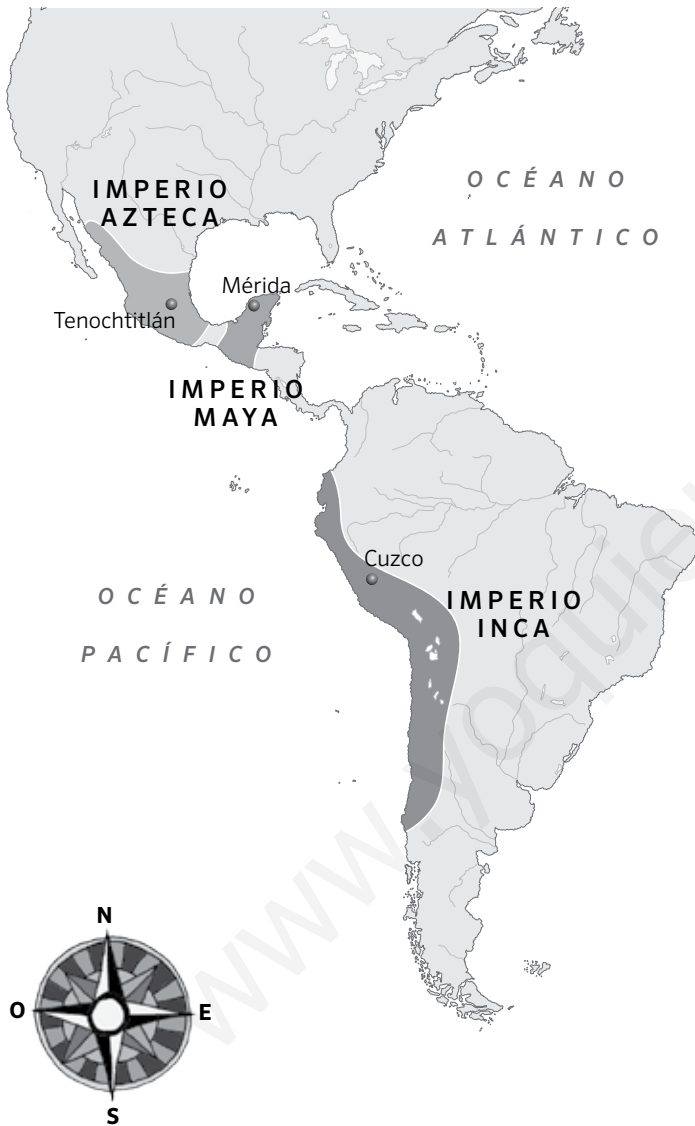 OCÉANO
ATLÁNTICO
IMPERIO
AZTECA
Mérida
Tenochtitlán
IMPERIO
MAYA
Cuzco
OCÉANO
PACÍFICO
IMPERIO
INCA
N
O
E
S